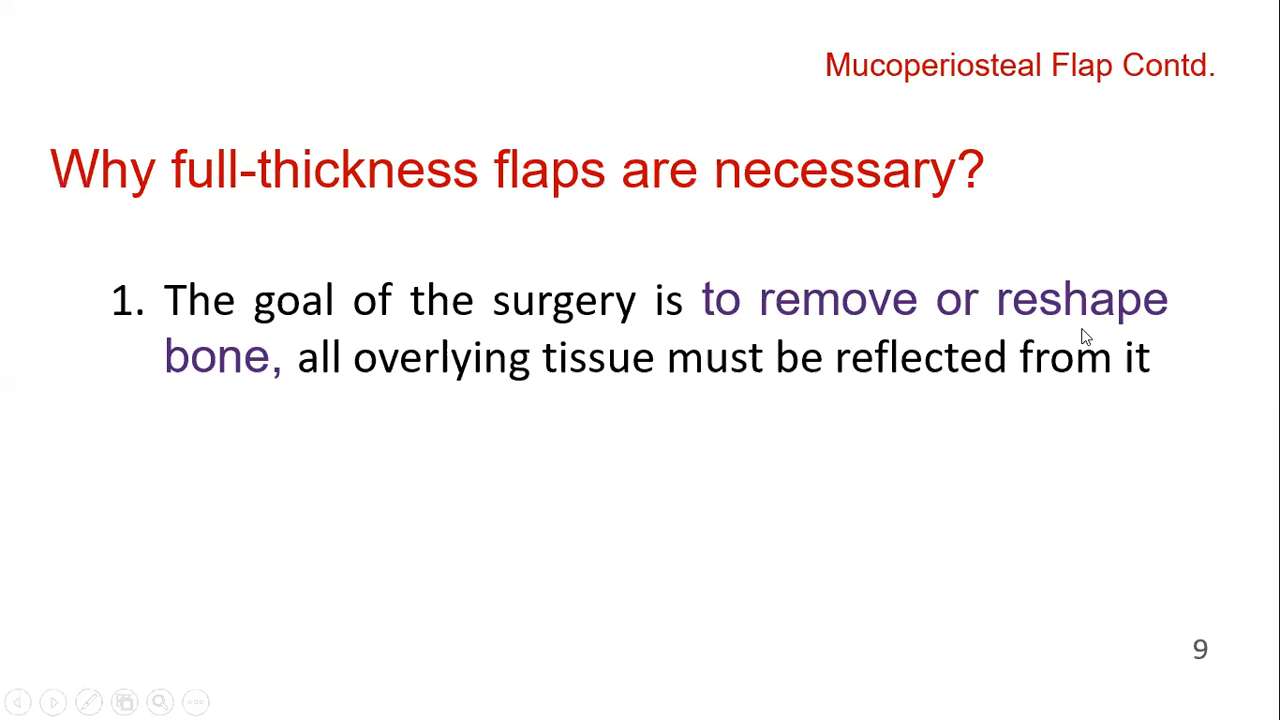 Mucoperiosteal Flap Contd.
Why full-thickness flaps are necessary?
1. The goal of the surgery is to remove or reshape
bone, all overlying tissue must be reflected from it
9